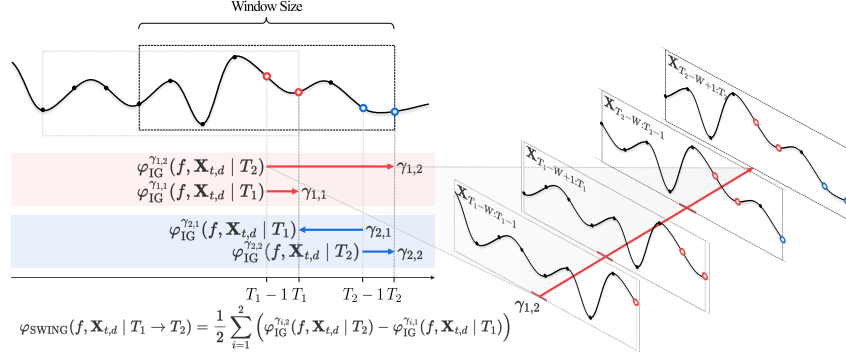 Window Size
φ_IG^{γ_{1,2}}(f, X_{t,d} | T_2) γ_{1,2}
φ_IG^{γ_{1,1}}(f, X_{t,d} | T_1) γ_{1,1}
φ_IG^{γ_{2,1}}(f, X_{t,d} | T_1) γ_{2,1}
φ_IG^{γ_{2,2}}(f, X_{t,d} | T_2) γ_{2,2}
T_1 − 1 T_1 T_2 − 1 T_2
φ_SWING(f, X_{t,d} | T_1 → T_2) = 1/2 ∑_{i=1}^{2} (φ_IG^{γ_{i,2}}(f, X_{t,d} | T_2) − φ_IG^{γ_{i,1}}(f, X_{t,d} | T_1))
X_{T_2−W+1:T_2}
X_{T_2−W:T_2−1}
X_{T_1−W+1:T_1}
X_{T_1−W:T_1−1}
γ_{1,2}